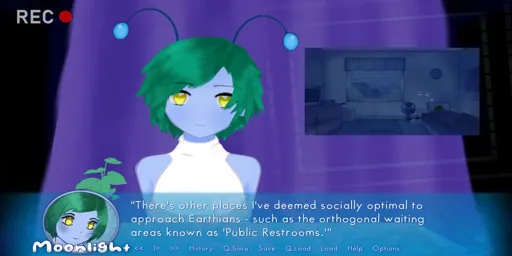 REC
"There's other places I've deemed socially optimal to
approach Earthians - such as the orthogonal waiting
areas known as 'Public Restrooms.'"
Moonlight
<< I> >> History Q.Save Save Q.Load Load Help Options